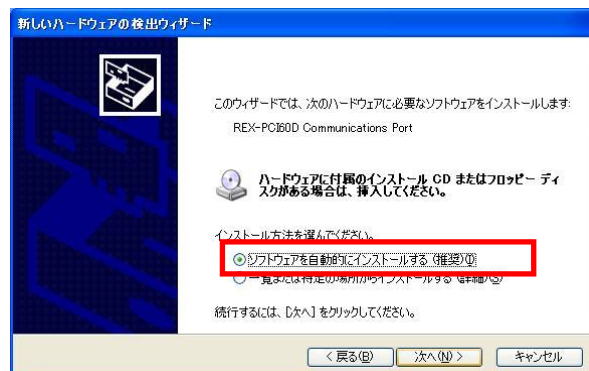 新しいハードウェアの検出ウィザード
このウィザードでは、次のハードウェアに必要なソフトウェアをインストールします:
REX-PCI60D Communications Port
ハードウェアに付属のインストール CD またはフロッピー ディ
スクがある場合は、挿入してください。
インストール方法を選んでください。
ソフトウェアを自動的にインストールする (推奨)(I)
一覧または特定の場所からインストールする (詳細)(S)
続行するには、[次へ] をクリックしてください。
< 戻る(B)
次へ(N) >
キャンセル